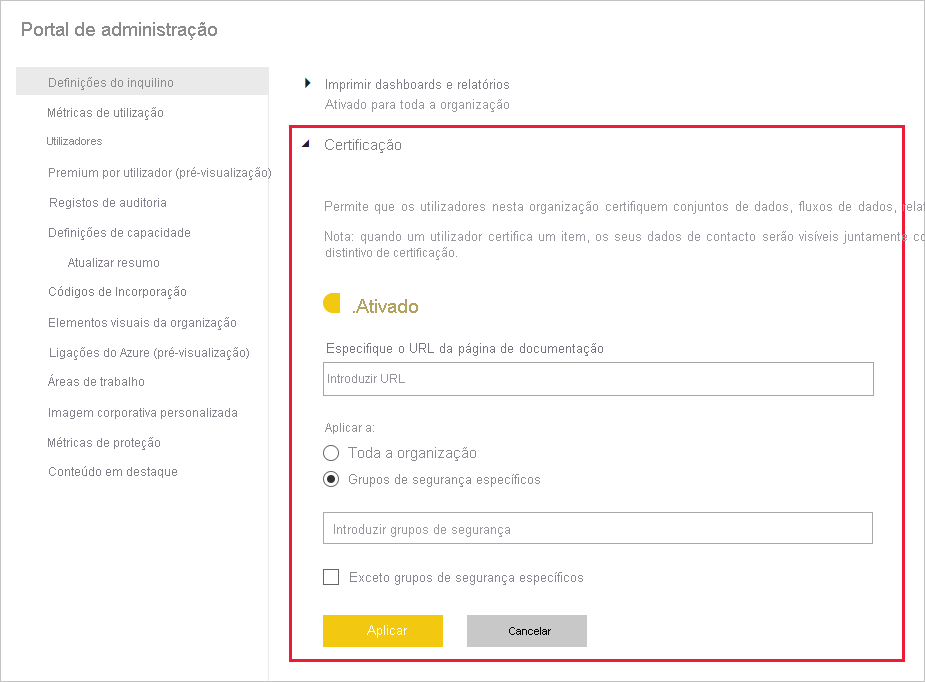 Portal de administração
Definições do inquilino
Métricas de utilização
Utilizadores
Premium por utilizador (pré-visualização)
Registos de auditoria
Definições de capacidade
Atualizar resumo
Códigos de Incorporação
Elementos visuais da organização
Ligações do Azure (pré-visualização)
Áreas de trabalho
Imagem corporativa personalizada
Métricas de proteção
Conteúdo em destaque
Imprimir dashboards e relatórios
Ativado para toda a organização
Certificação
Permite que os utilizadores nesta organização certifiquem conjuntos de dados, fluxos de dados,
Nota: quando um utilizador certifica um item, os seus dados de contacto serão visíveis juntamente
distintivo de certificação.
.Ativado
Especifique o URL da página de documentação
Introduzir URL
Aplicar a:
Toda a organização
Grupos de segurança específicos
Introduzir grupos de segurança
Exceto grupos de segurança específicos
Aplicar
Cancelar